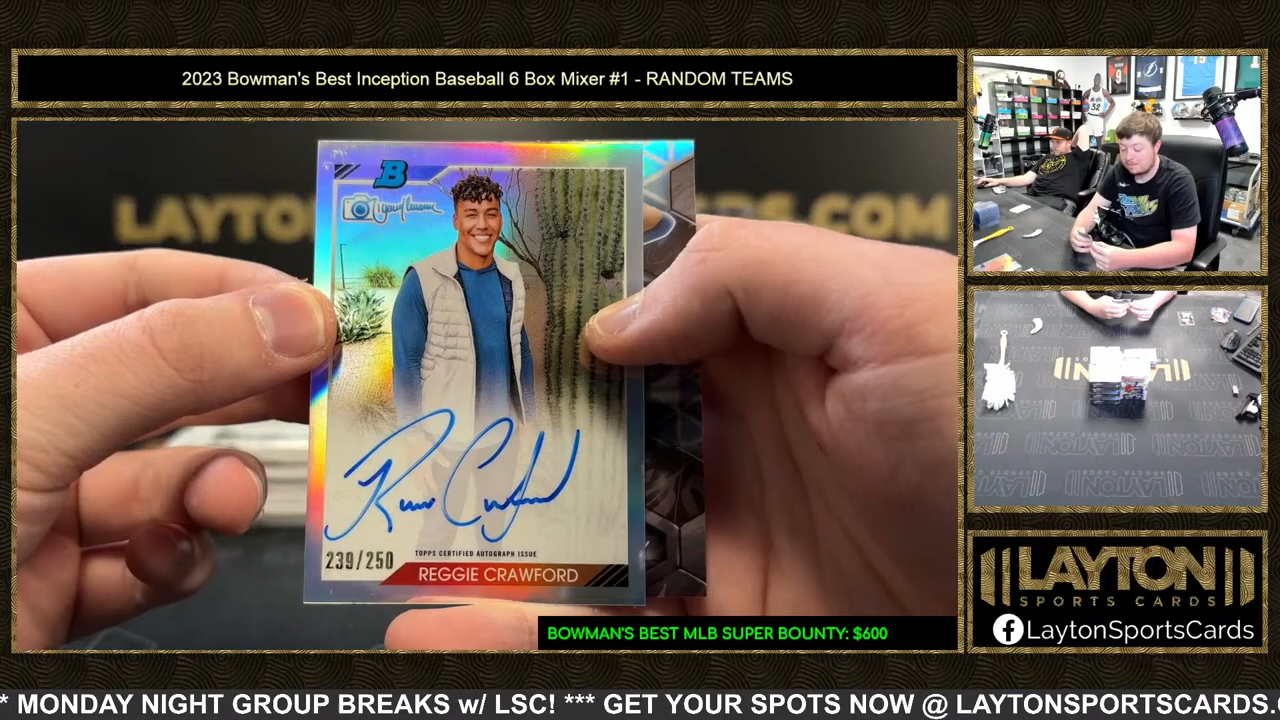 2023 Bowman's Best Inception Baseball 6 Box Mixer #1 - RANDOM TEAMS
LAYTON
.COM
B
239/250
TOPPS CERTIFIED AUTOGRAPH ISSUE
REGGIE CRAWFORD
BOWMAN'S BEST MLB SUPER BOUNTY: $600
LAYTON
SPORTS CARDS
LaytonSportsCards
* MONDAY NIGHT GROUP BREAKS w/ LSC! *** GET YOUR SPOTS NOW @ LAYTONSPORTSCARDS.